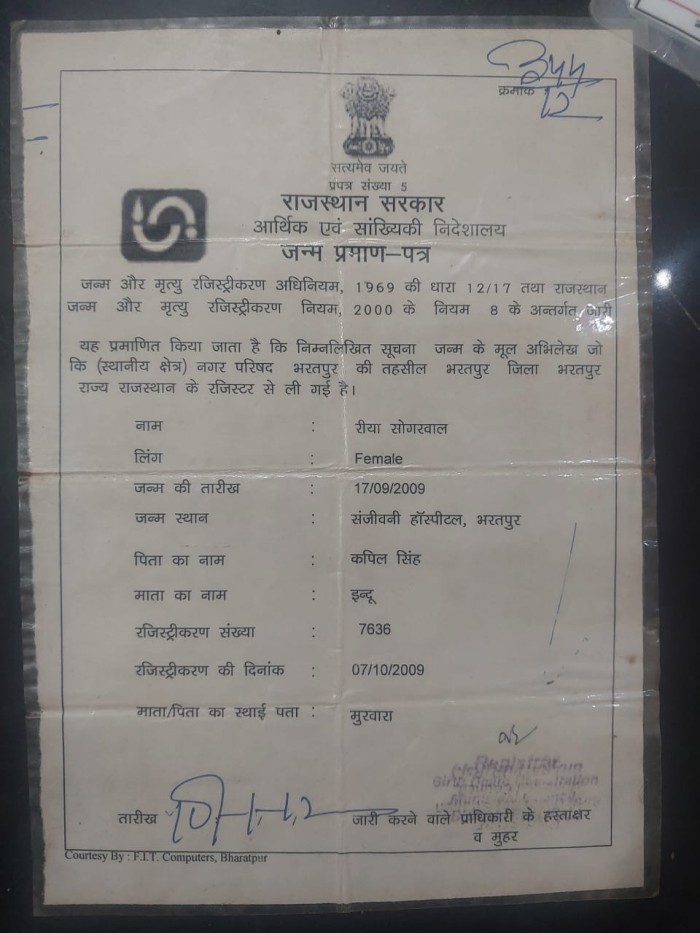 क्रमांक
12
सत्यमेव जयते
प्रपत्र संख्या 5
राजस्थान सरकार
आर्थिक एवं सांख्यिकी निदेशालय
जन्म प्रमाण–पत्र
जन्म और मृत्यु रजिस्ट्रीकरण अधिनियम, 1969 की धारा 12/17 तथा राजस्थान
जन्म और मृत्यु रजिस्ट्रीकरण नियम, 2000 के नियम 8 के अन्तर्गत जारी
यह प्रमाणित किया जाता है कि निम्नलिखित सूचना जन्म के मूल अभिलेख जो
कि (स्थानीय क्षेत्र) नगर परिषद भरतपुर की तहसील भरतपुर जिला भरतपुर
राज्य राजस्थान के रजिस्टर से ली गई है।
नाम : रीया सोगरवाल
लिंग : Female
जन्म की तारीख : 17/09/2009
जन्म स्थान : संजीवनी हॉस्पीटल, भरतपुर
पिता का नाम : कपिल सिंह
माता का नाम : इन्दू
रजिस्ट्रीकरण संख्या : 7636
रजिस्ट्रीकरण की दिनांक : 07/10/2009
माता/पिता का स्थाई पता : मुरवारा
तारीख जारी करने वाले प्राधिकारी के हस्ताक्षर
व मुहर
Courtesy By : F.I.T. Computers, Bharatpur